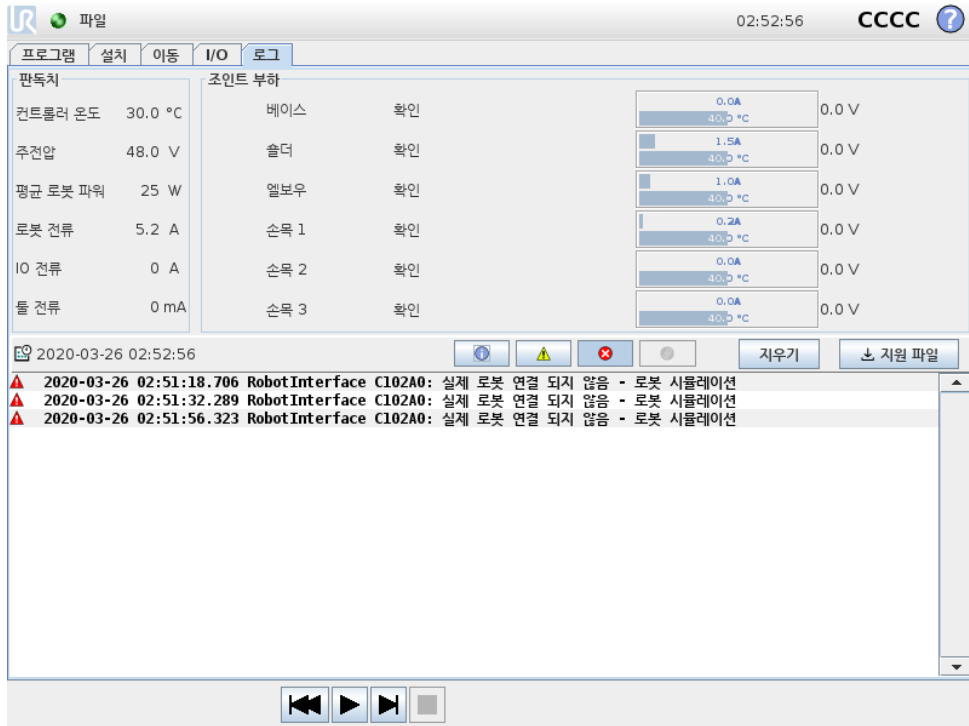 UR 파일 02:52:56 CCCC ?
프로그램 설치 이동 I/O 로그
판독치 조인트 부하
컨트롤러 온도 30.0 °C
주전압 48.0 V
평균 로봇 파워 25 W
로봇 전류 5.2 A
IO 전류 0 A
툴 전류 0 mA
베이스 확인 0.0A 40.0 °C 0.0 V
숄더 확인 1.5A 40.0 °C 0.0 V
엘보우 확인 1.0A 40.0 °C 0.0 V
손목 1 확인 0.2A 40.0 °C 0.0 V
손목 2 확인 0.0A 40.0 °C 0.0 V
손목 3 확인 0.0A 40.0 °C 0.0 V
2020-03-26 02:52:56 지우기 지원 파일
2020-03-26 02:51:18.706 RobotInterface C102A0: 실제 로봇 연결 되지 않음 - 로봇 시뮬레이션
2020-03-26 02:51:32.289 RobotInterface C102A0: 실제 로봇 연결 되지 않음 - 로봇 시뮬레이션
2020-03-26 02:51:56.323 RobotInterface C102A0: 실제 로봇 연결 되지 않음 - 로봇 시뮬레이션